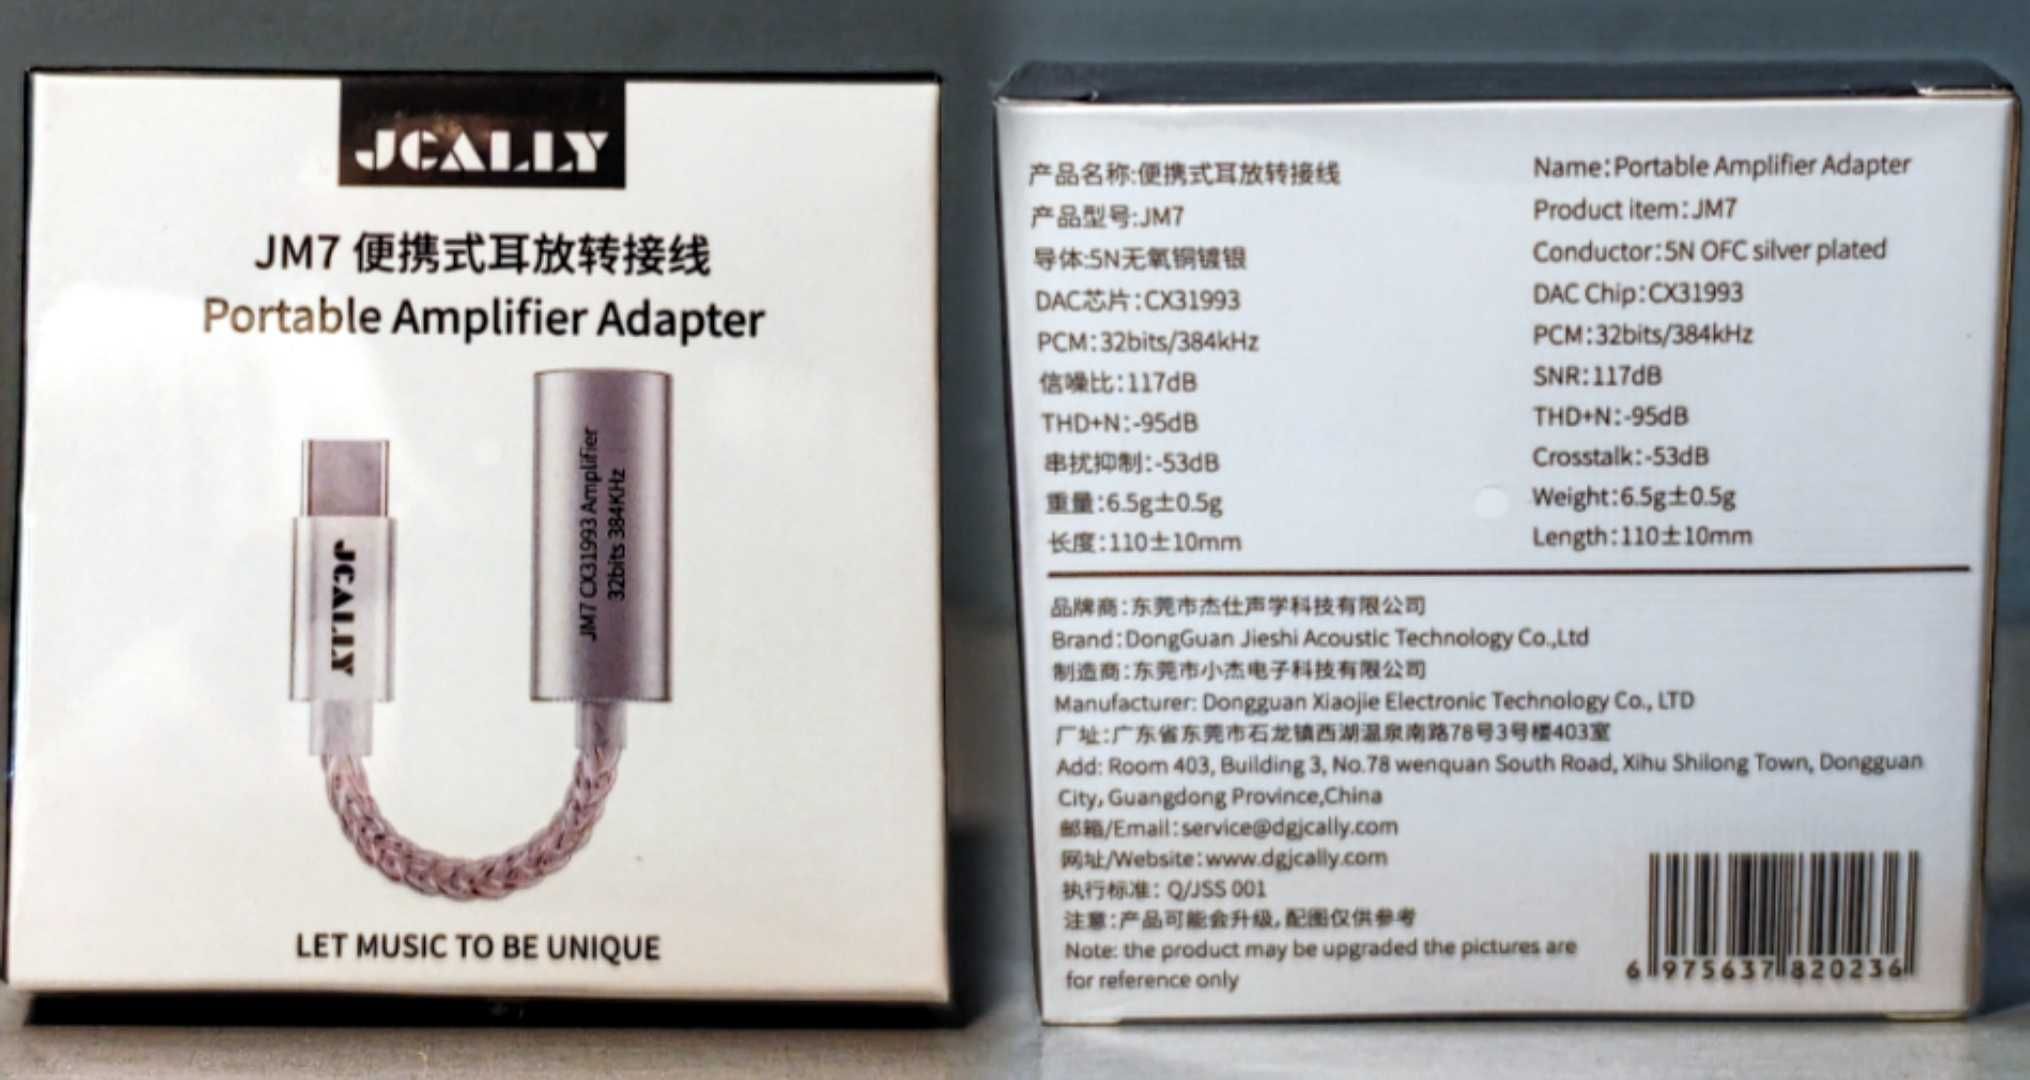 JCALLY
JM7 便携式耳放转接线
Portable Amplifier Adapter
JCALLY
JM7 CX31993 Amplifier
32bits 384KHz
LET MUSIC TO BE UNIQUE
产品名称:便携式耳放转接线
产品型号:JM7
导体:5N无氧铜镀银
DAC芯片:CX31993
PCM:32bits/384kHz
信噪比:117dB
THD+N:-95dB
串扰抑制:-53dB
重量:6.5g±0.5g
长度:110±10mm
Name:Portable Amplifier Adapter
Product item:JM7
Conductor:5N OFC silver plated
DAC Chip:CX31993
PCM:32bits/384kHz
SNR:117dB
THD+N:-95dB
Crosstalk:-53dB
Weight:6.5g±0.5g
Length:110±10mm
品牌商:东莞市杰仕声学科技有限公司
Brand:DongGuan Jieshi Acoustic Technology Co.,Ltd
制造商:东莞市小杰电子科技有限公司
Manufacturer: Dongguan Xiaojie Electronic Technology Co., LTD
厂址:广东省东莞市石龙镇西湖温泉南路78号3号楼403室
Add: Room 403, Building 3, No.78 wenquan South Road, Xihu Shilong Town, Dongguan
City, Guangdong Province,China
邮箱/Email:service@dgjcally.com
网址/Website:www.dgjcally.com
执行标准: Q/JSS 001
注意:产品可能会升级,配图仅供参考
Note: the product may be upgraded the pictures are
for reference only
6 975637 820236